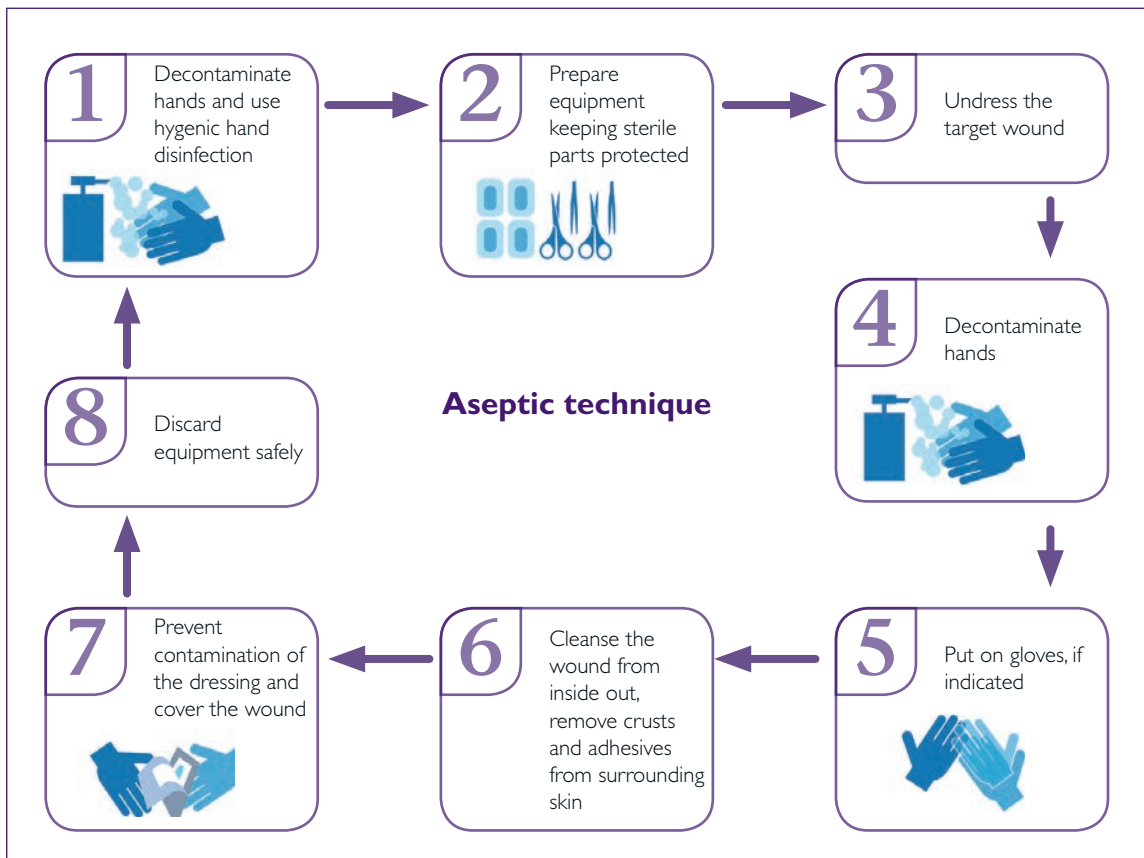 1
Decontaminate
hands and use
hygenic hand
disinfection
2
Prepare
equipment
keeping sterile
parts protected
3
Undress the
target wound
4
Decontaminate
hands
Aseptic technique
8
Discard
equipment safely
7
Prevent
contamination of
the dressing and
cover the wound
6
Cleanse the
wound from
inside out,
remove crusts
and adhesives
from surrounding
skin
5
Put on gloves, if
indicated